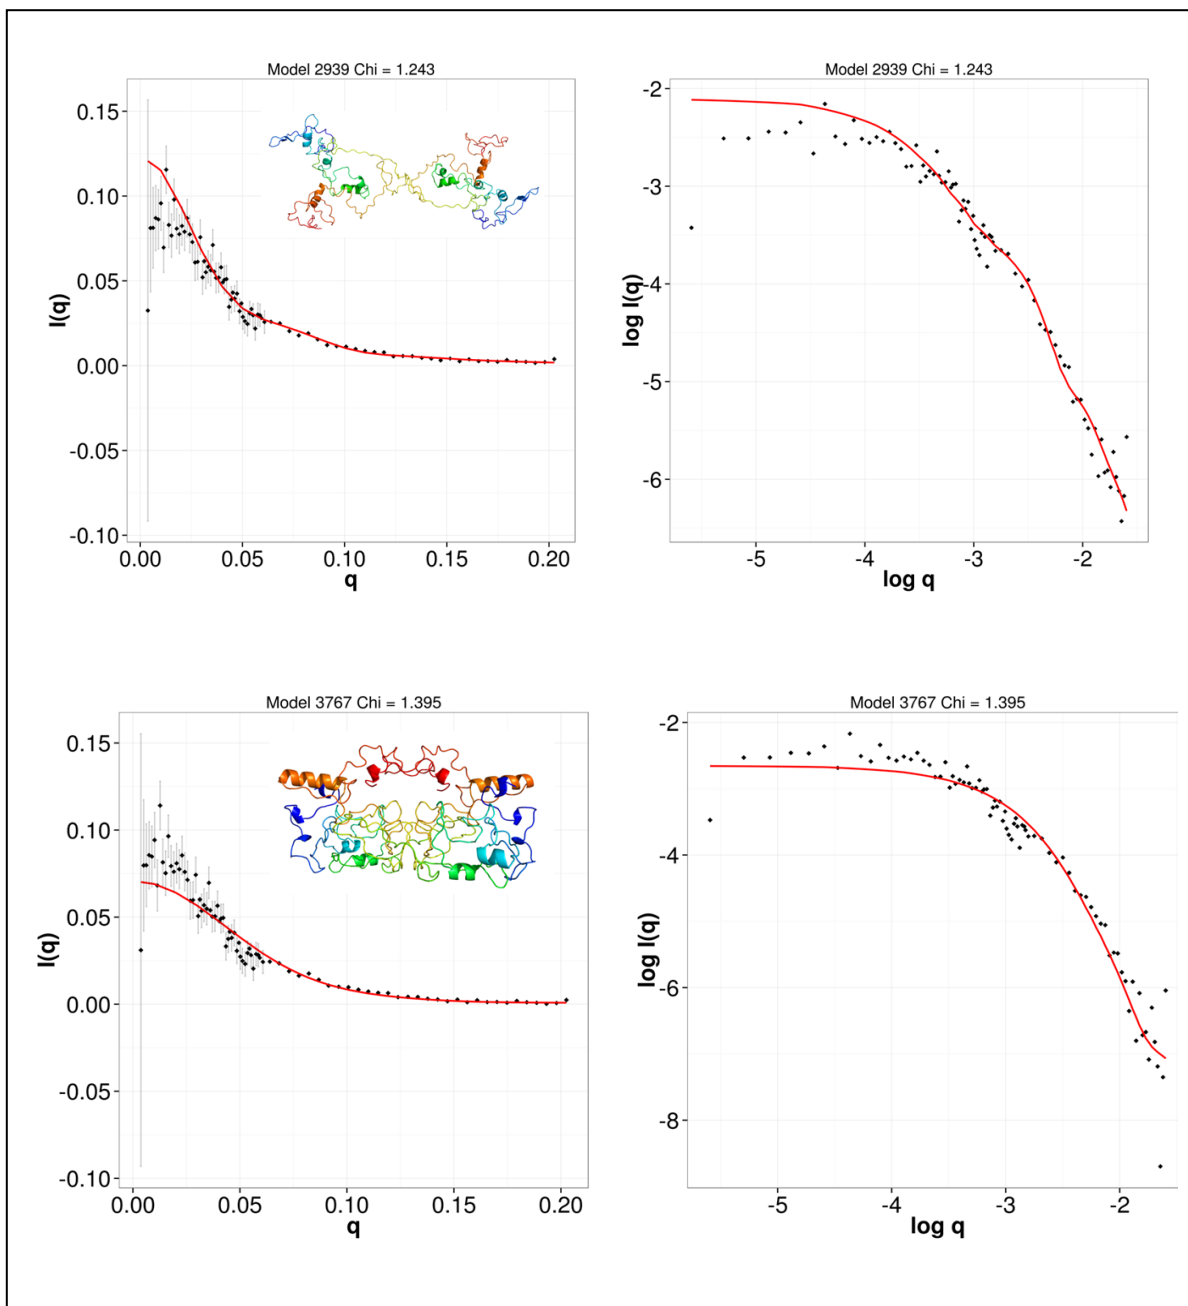 Model 2939 Chi = 1.243
0.15
0.10
0.05
0.00
-0.05
-0.10
I(q)
0.00 0.05 0.10 0.15 0.20
q
Model 2939 Chi = 1.243
-2
-3
-4
-5
-6
log I(q)
-5 -4 -3 -2
log q
Model 3767 Chi = 1.395
0.15
0.10
0.05
0.00
-0.05
-0.10
I(q)
0.00 0.05 0.10 0.15 0.20
q
Model 3767 Chi = 1.395
-2
-4
-6
-8
log I(q)
-5 -4 -3 -2
log q